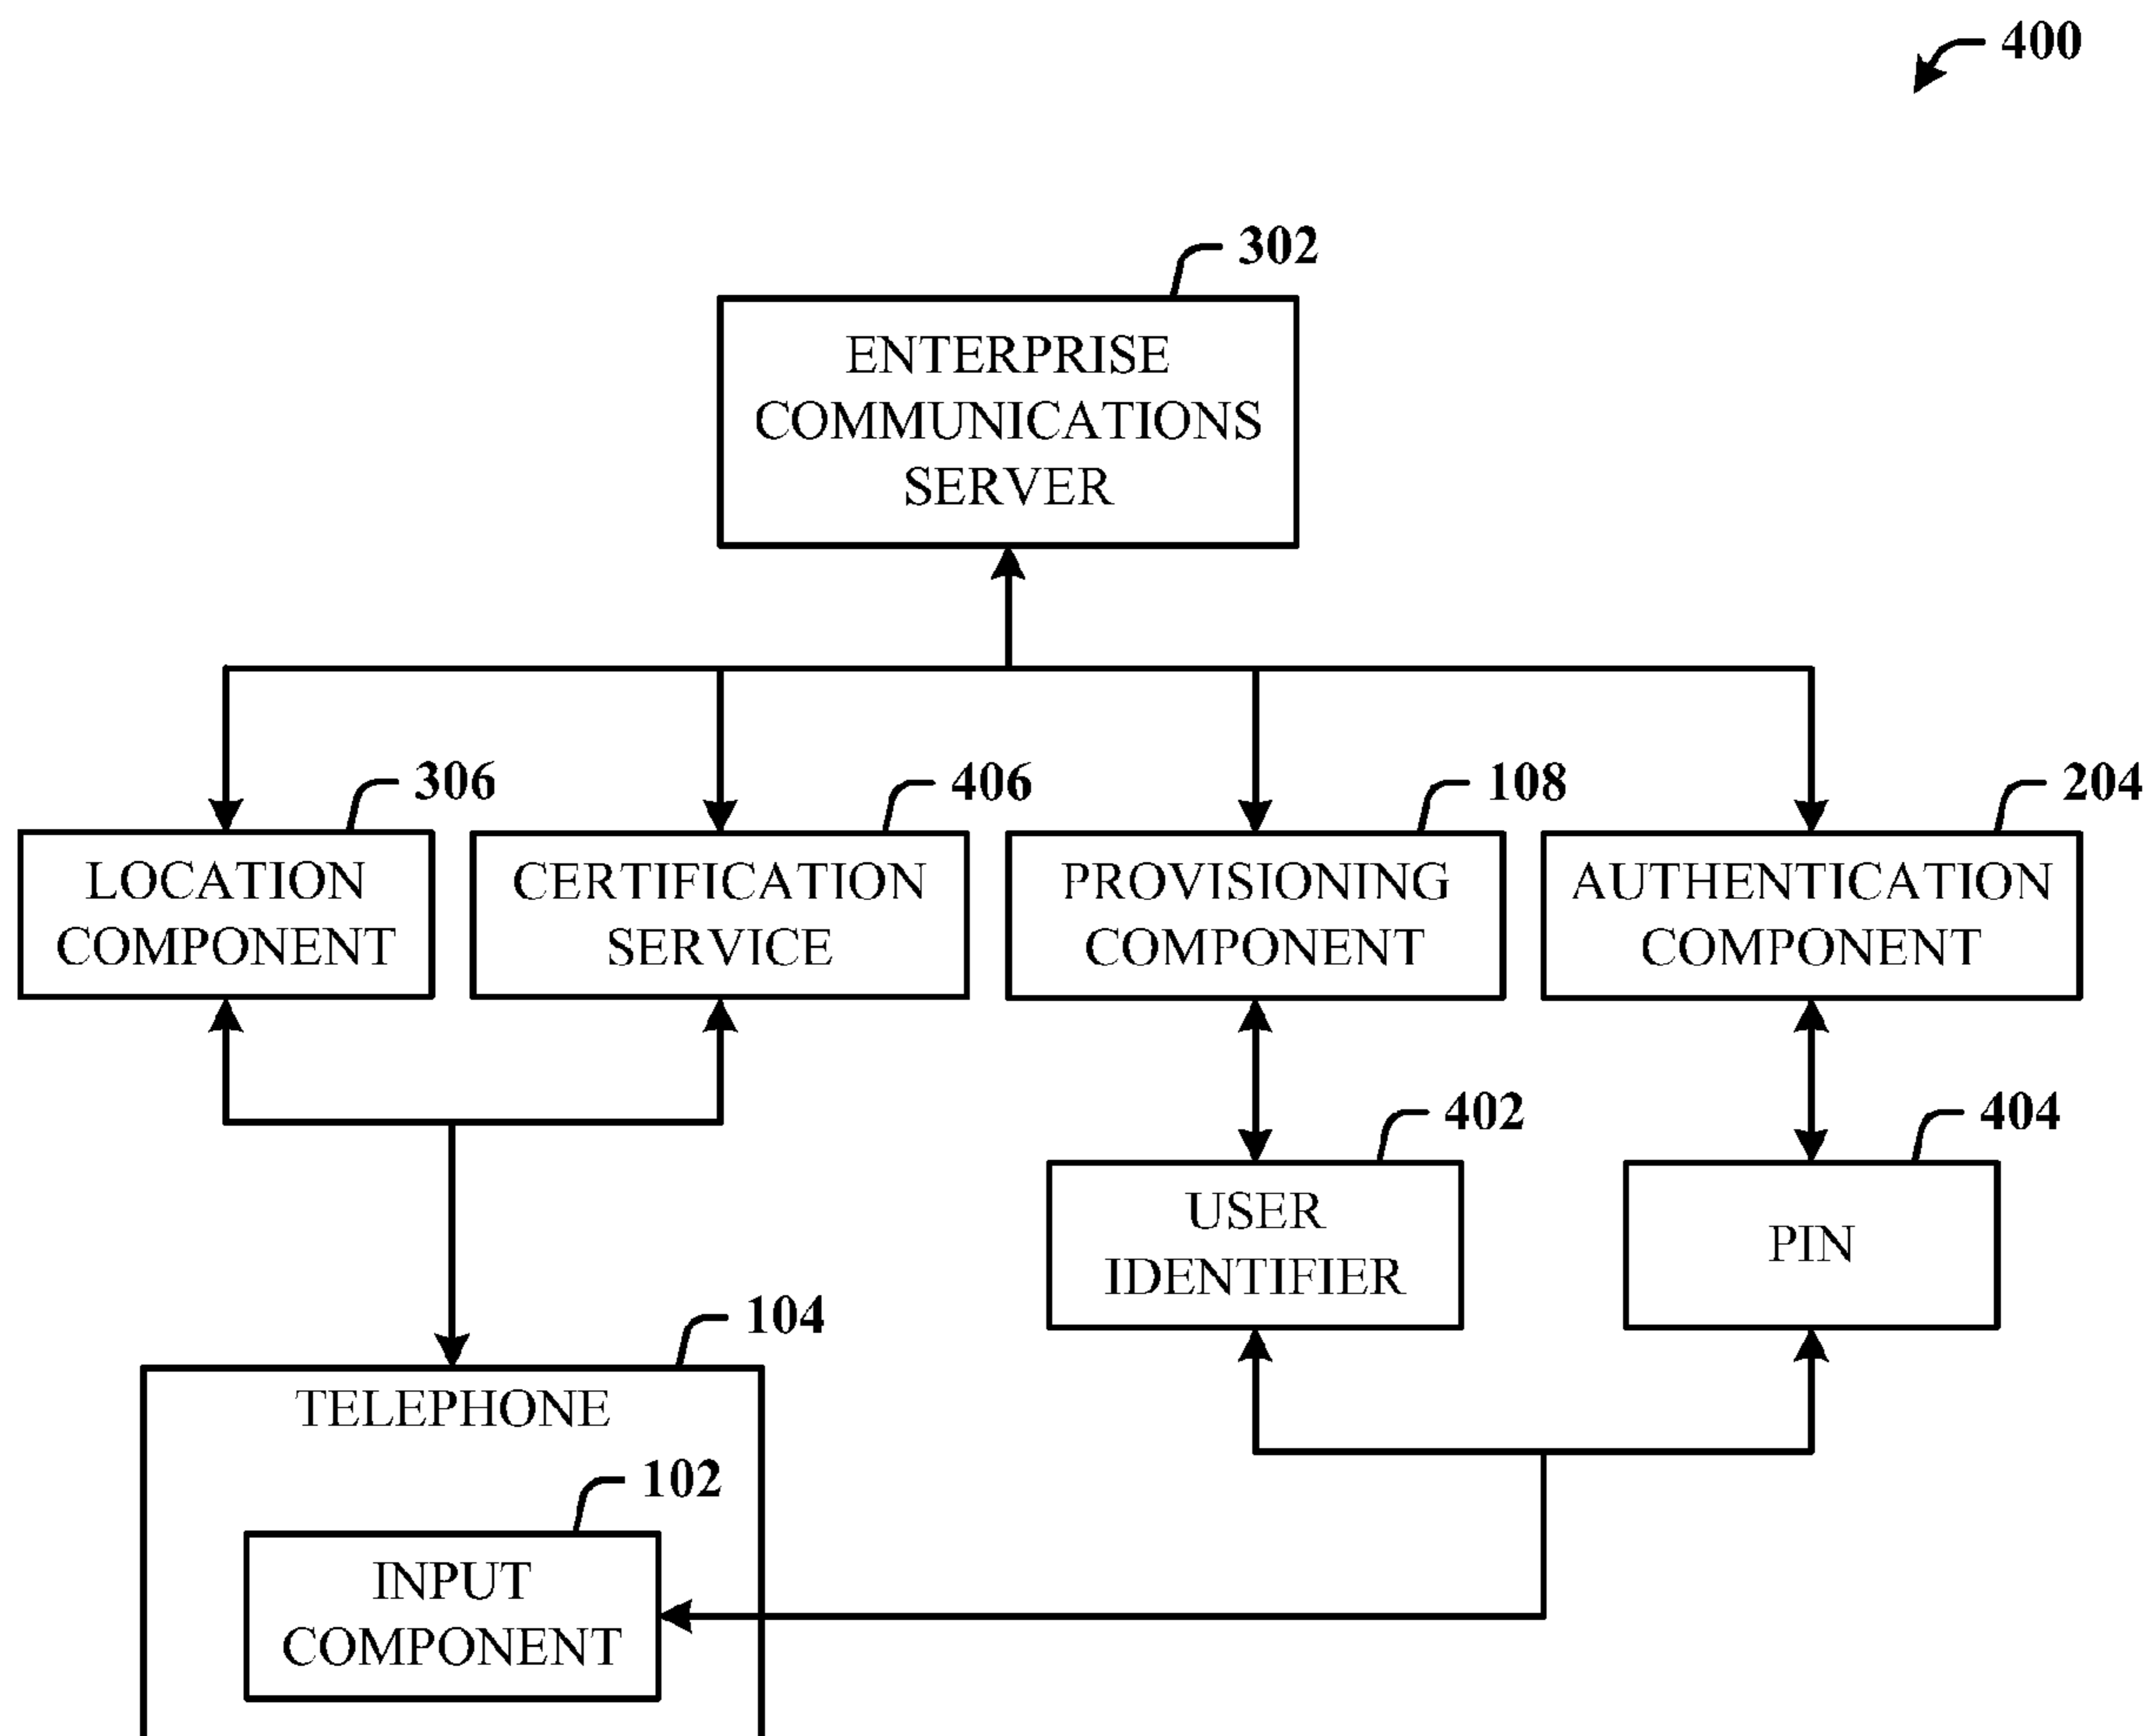 400
302
ENTERPRISE
COMMUNICATIONS
SERVER
306
LOCATION
COMPONENT
406
CERTIFICATION
SERVICE
108
PROVISIONING
COMPONENT
204
AUTHENTICATION
COMPONENT
402
USER
IDENTIFIER
404
PIN
104
TELEPHONE
102
INPUT
COMPONENT